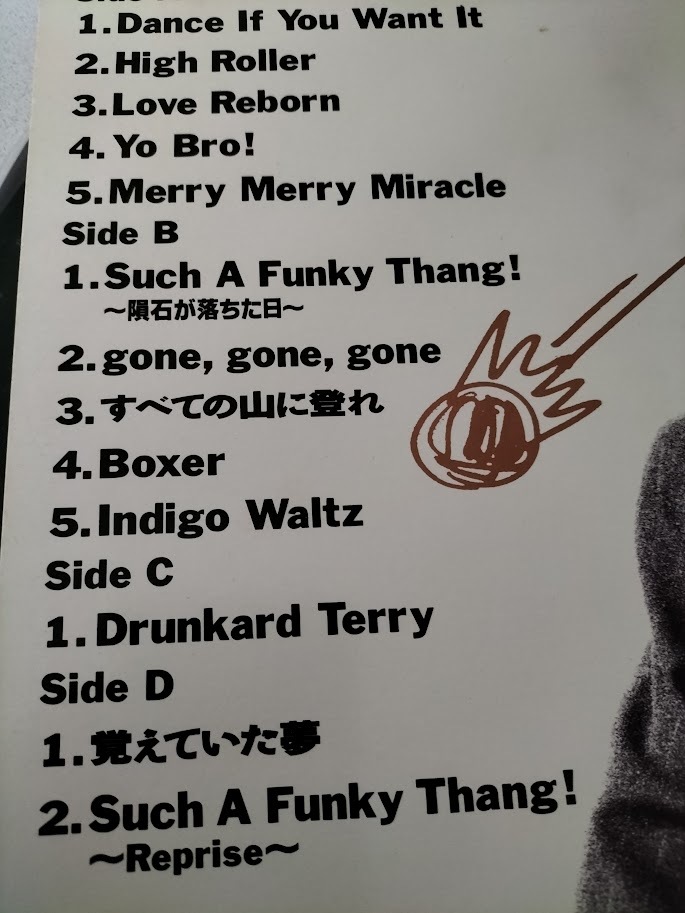 1.Dance If You Want It
2.High Roller
3.Love Reborn
4.Yo Bro!
5.Merry Merry Miracle
Side B
1.Such A Funky Thang!
～隕石が落ちた日～
2.gone, gone, gone
3.すべての山に登れ
4.Boxer
5.Indigo Waltz
Side C
1.Drunkard Terry
Side D
1.覚えていた夢
2.Such A Funky Thang!
～Reprise～